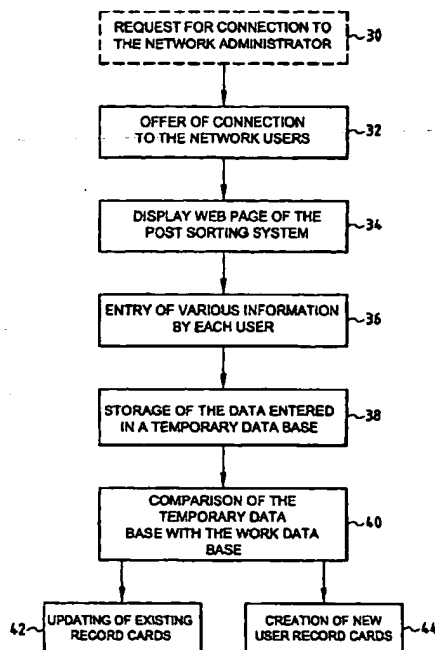 REQUEST FOR CONNECTION TO
THE NETWORK ADMINISTRATOR
30
OFFER OF CONNECTION
TO THE NETWORK USERS
32
DISPLAY WEB PAGE OF THE
POST SORTING SYSTEM
34
ENTRY OF VARIOUS INFORMATION
BY EACH USER
36
STORAGE OF THE DATA ENTERED
IN A TEMPORARY DATA BASE
38
COMPARISON OF THE
TEMPORARY DATA
BASE WITH THE WORK DATA
BASE
40
42
UPDATING OF EXISTING
RECORD CARDS
CREATION OF NEW
USER RECORD CARDS
44